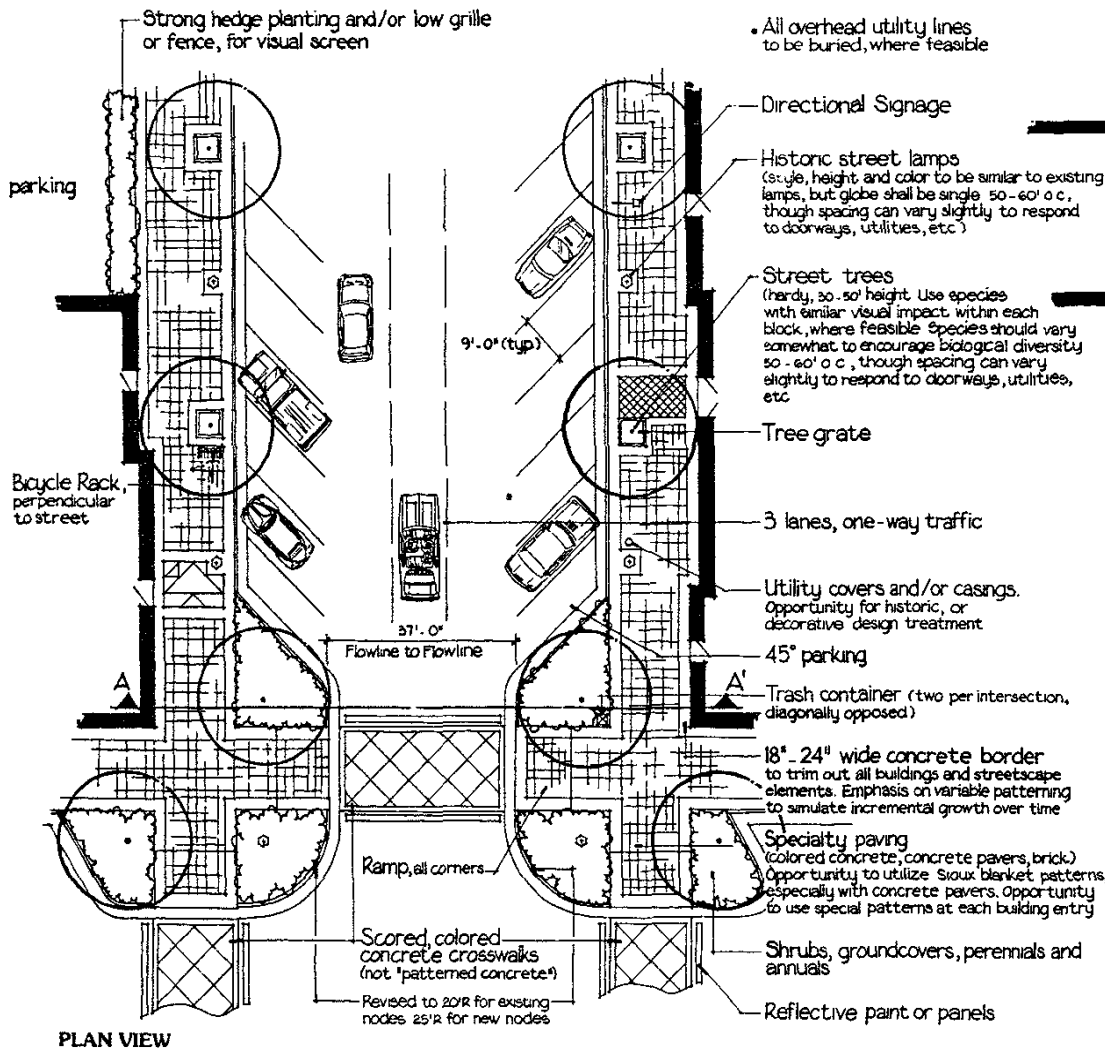 Strong hedge planting and/or low grille
or fence, for visual screen
• All overhead utility lines
to be buried, where feasible
Directional Signage
parking
Historic street lamps
(style, height and color to be similar to existing
lamps, but globe shall be single 50-60' o c,
though spacing can vary slightly to respond
to doorways, utilities, etc)
Street trees
(hardy, 30-50' height Use species
with similar visual impact within each
block, where feasible Species should vary
somewhat to encourage biological diversity
50-60' o c, though spacing can vary
slightly to respond to doorways, utilities,
etc
9'-0" (typ)
Tree grate
Bicycle Rack,
perpendicular
to street
3 lanes, one-way traffic
Utility covers and/or casings.
Opportunity for historic, or
decorative design treatment
37'-0"
Flowline to Flowline
45° parking
A
A'
Trash container (two per intersection,
diagonally opposed)
18"-24" wide concrete border
to trim out all buildings and streetscape
elements. Emphasis on variable patterning
to simulate incremental growth over time
Ramp, all corners
Specialty paving
(colored concrete, concrete pavers, brick)
Opportunity to utilize Sioux blanket patterns
especially with concrete pavers. Opportunity
to use special patterns at each building entry
Scored, colored
concrete crosswalks
(not "patterned concrete")
Shrubs, groundcovers, perennials and
annuals
Revised to 20'R for existing
nodes 25'R for new nodes
Reflective paint or panels
PLAN VIEW